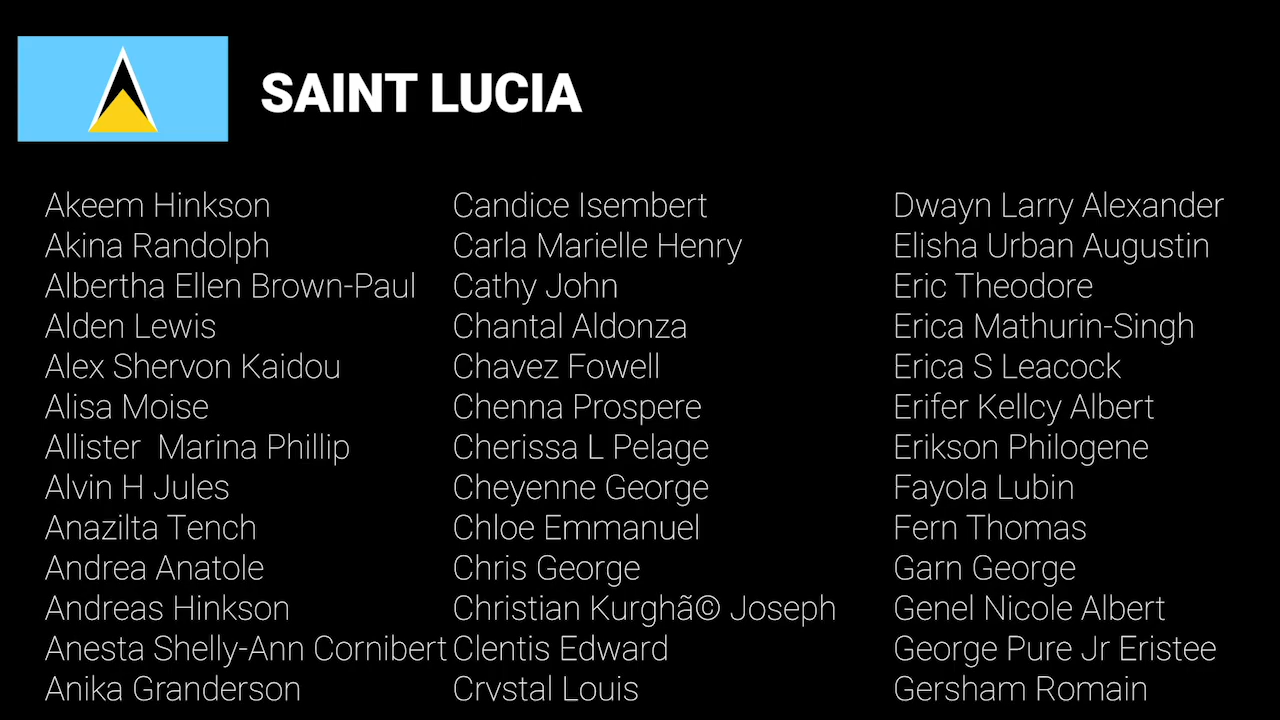 SAINT LUCIA
Akeem Hinkson
Akina Randolph
Albertha Ellen Brown-Paul
Alden Lewis
Alex Shervon Kaidou
Alisa Moise
Allister  Marina Phillip
Alvin H Jules
Anazilta Tench
Andrea Anatole
Andreas Hinkson
Anesta Shelly-Ann Cornibert
Anika Granderson
Candice Isembert
Carla Marielle Henry
Cathy John
Chantal Aldonza
Chavez Fowell
Chenna Prospere
Cherissa L Pelage
Cheyenne George
Chloe Emmanuel
Chris George
Christian Kurghã© Joseph
Clentis Edward
Crystal Louis
Dwayn Larry Alexander
Elisha Urban Augustin
Eric Theodore
Erica Mathurin-Singh
Erica S Leacock
Erifer Kellcy Albert
Erikson Philogene
Fayola Lubin
Fern Thomas
Garn George
Genel Nicole Albert
George Pure Jr Eristee
Gersham Romain